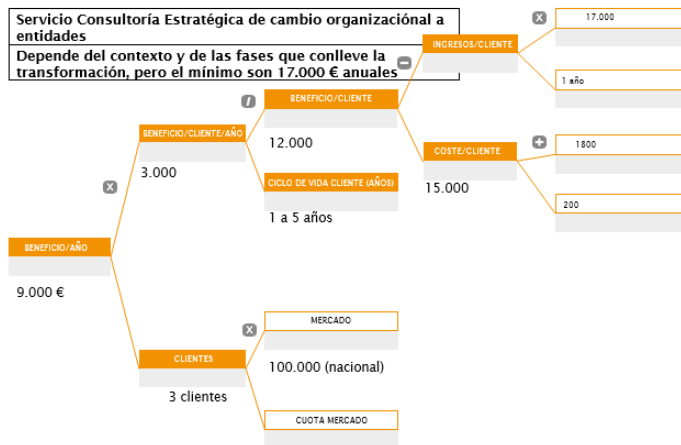 Servicio Consultoría Estratégica de cambio organizaciónal a
entidades
Depende del contexto y de las fases que conlleve la
transformación, pero el mínimo son 17.000 € anuales
X
17.000
INGRESOS/CLIENTE
−
1 año
/
BENEFICIO/CLIENTE
BENEFICIO/CLIENTE/AÑO
12.000
+
1800
COSTE/CLIENTE
3.000
X
CICLO DE VIDA CLIENTE (AÑOS)
15.000
200
1 a 5 años
BENEFICIO/AÑO
9.000 €
X
MERCADO
CLIENTES
100.000 (nacional)
3 clientes
CUOTA MERCADO